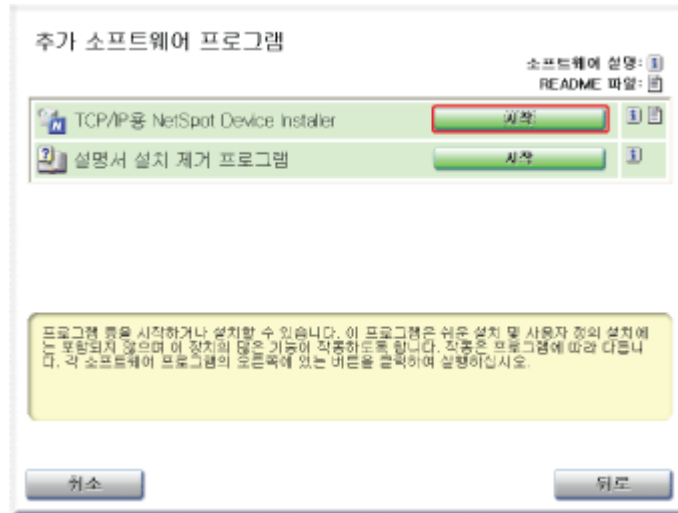 추가 소프트웨어 프로그램
소프트웨어 설명:
README 파일:
TCP/IP용 NetSpot Device Installer
시작
설명서 설치 제거 프로그램
시작
프로그램 등을 시작하거나 설치할 수 있습니다. 이 프로그램은 쉬운 설치 및 사용자 정의 설치에
는 포함되지 않으며 이 장치의 많은 기능이 작동하도록 합니다. 작동은 프로그램에 따라 다릅니
다. 각 소프트웨어 프로그램의 오른쪽에 있는 버튼을 클릭하여 실행하십시오.
취소
뒤로